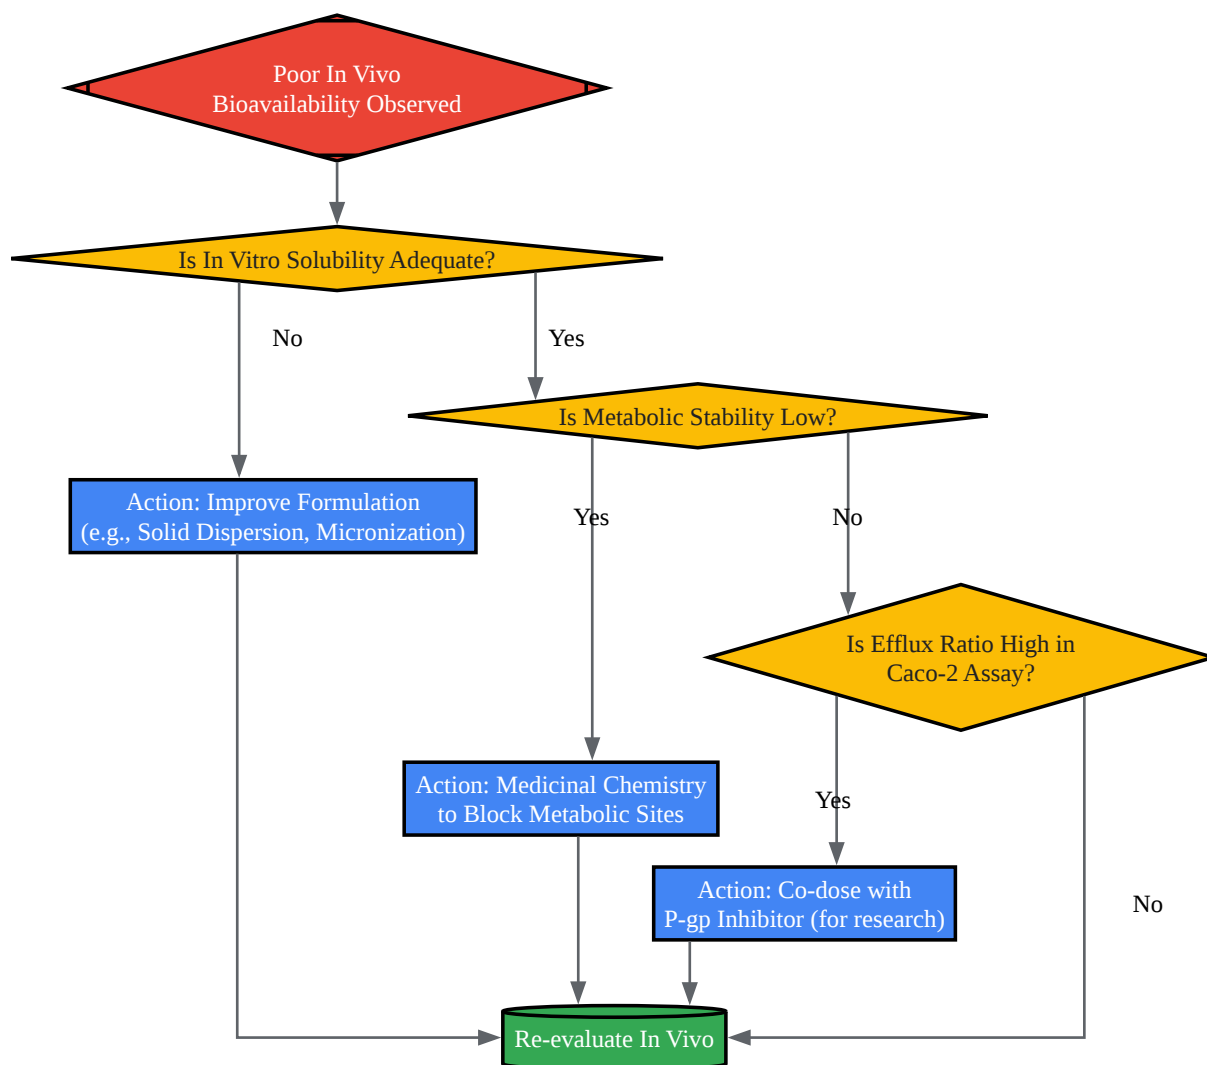 Poor In Vivo
Bioavailability Observed
Is In Vitro Solubility Adequate?
No
Yes
Is Metabolic Stability Low?
Action: Improve Formulation
(e.g., Solid Dispersion, Micronization)
Yes
No
Is Efflux Ratio High in
Caco-2 Assay?
Action: Medicinal Chemistry
to Block Metabolic Sites
Yes
Action: Co-dose with
P-gp Inhibitor (for research)
No
Re-evaluate In Vivo